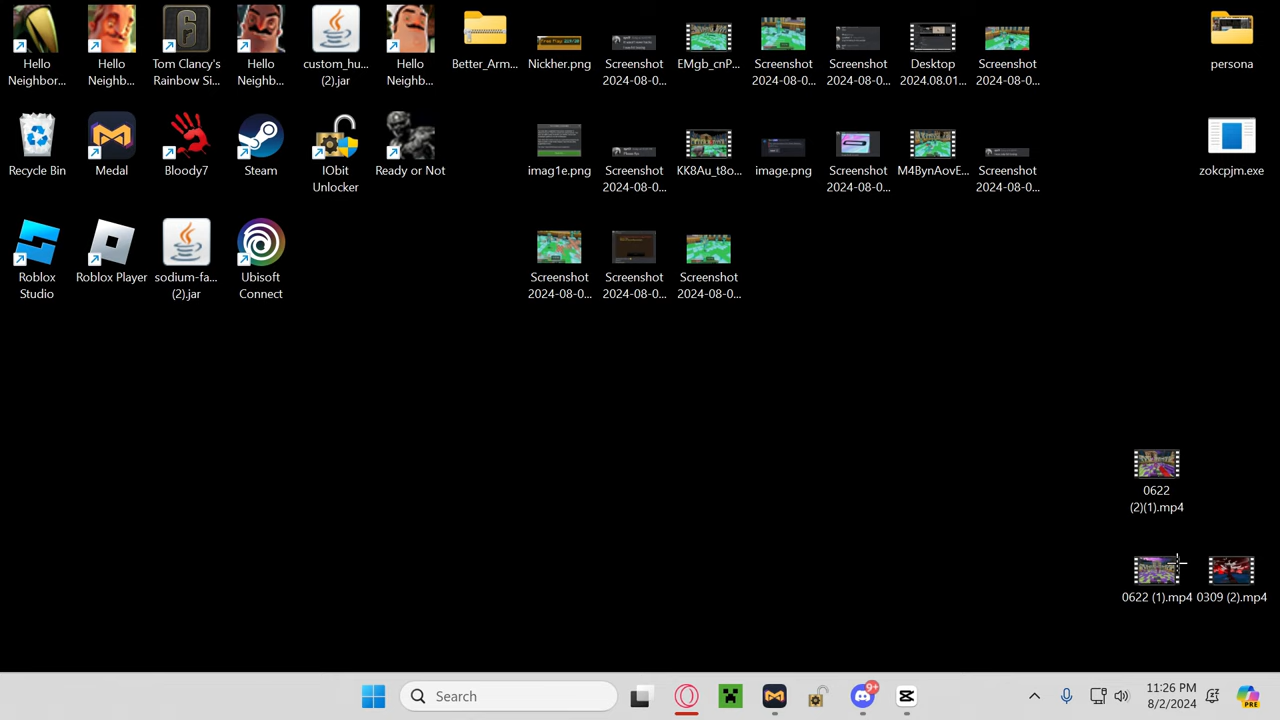 Hello
Neighbor...
Hello
Neighb...
Tom Clancy's
Rainbow Si...
Hello
Neighb...
custom_hu...
(2).jar
Hello
Neighb...
Better_Arm...
Nickher.png
Screenshot
2024-08-0...
EMgb_cnP...
Screenshot
2024-08-0...
Screenshot
2024-08-0...
Desktop
2024.08.01...
Screenshot
2024-08-0...
persona
Recycle Bin
Medal
Bloody7
Steam
IObit
Unlocker
Ready or Not
imag1e.png
Screenshot
2024-08-0...
KK8Au_t8o...
image.png
Screenshot
2024-08-0...
M4BynAovE...
Screenshot
2024-08-0...
zokcpjm.exe
Roblox
Studio
Roblox Player
sodium-fa...
(2).jar
Ubisoft
Connect
Screenshot
2024-08-0...
Screenshot
2024-08-0...
Screenshot
2024-08-0...
0622
(2)(1).mp4
0622 (1).mp4
0309 (2).mp4
Search
9+
11:26 PM
8/2/2024
PRE